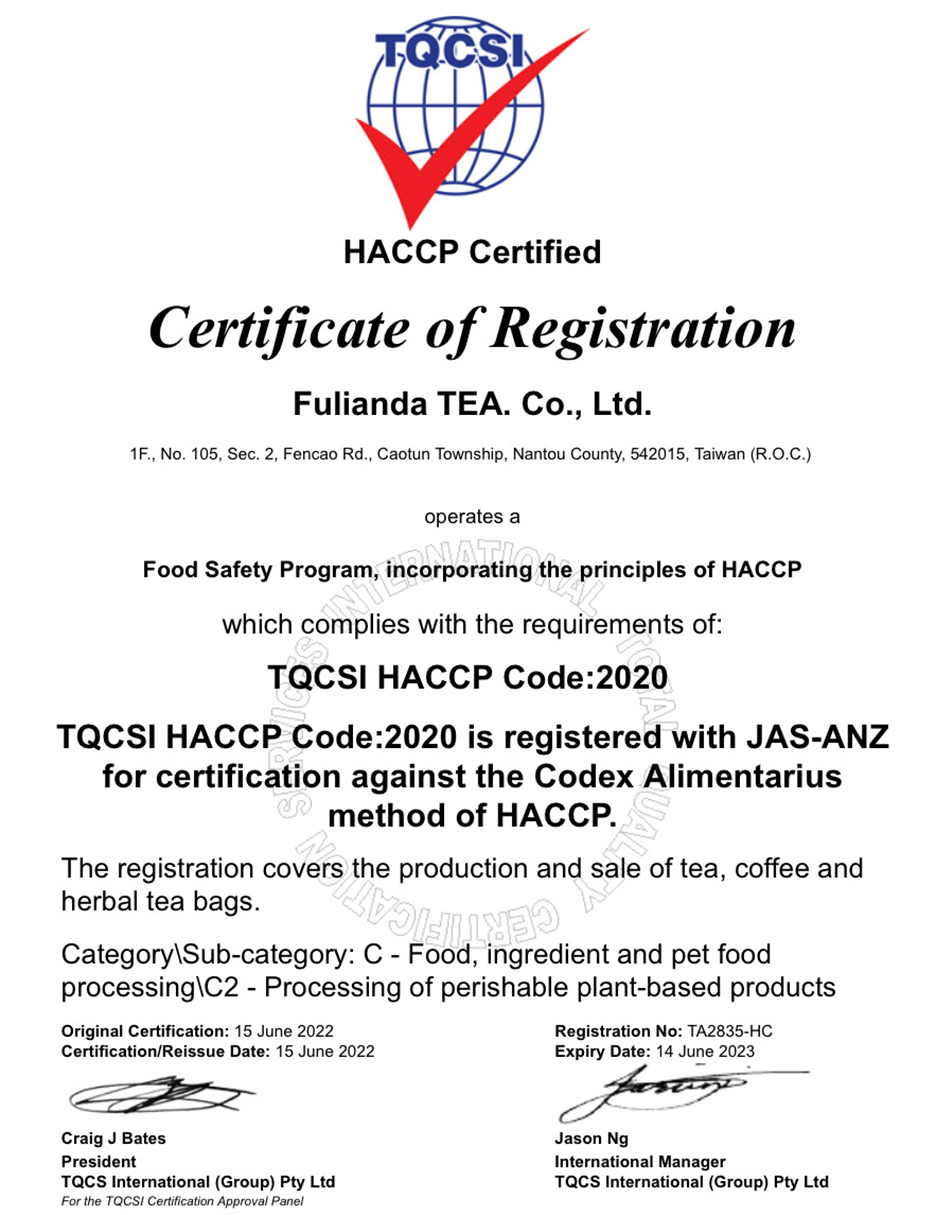 TQCSI
HACCP Certified
Certificate of Registration
Fulianda TEA. Co., Ltd.
1F., No. 105, Sec. 2, Fencao Rd., Caotun Township, Nantou County, 542015, Taiwan (R.O.C.)
operates a
Food Safety Program, incorporating the principles of HACCP
which complies with the requirements of:
TQCSI HACCP Code:2020
TQCSI HACCP Code:2020 is registered with JAS-ANZ
for certification against the Codex Alimentarius
method of HACCP.
The registration covers the production and sale of tea, coffee and
herbal tea bags.
Category\Sub-category: C - Food, ingredient and pet food
processing\C2 - Processing of perishable plant-based products
Original Certification: 15 June 2022
Certification/Reissue Date: 15 June 2022
Registration No: TA2835-HC
Expiry Date: 14 June 2023
Craig J Bates
President
TQCS International (Group) Pty Ltd
For the TQCSI Certification Approval Panel
Jason Ng
International Manager
TQCS International (Group) Pty Ltd
TOTAL QUALITY CERTIFICATION SERVICES INTERNATIONAL